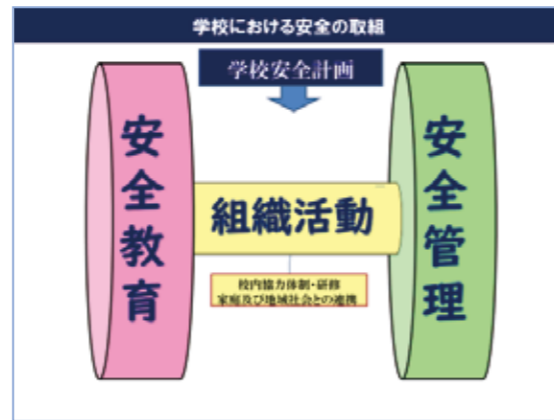 学校における安全の取組
学校安全計画
安全教育
組織活動
安全管理
校内協力体制・研修
家庭及び地域社会との連携